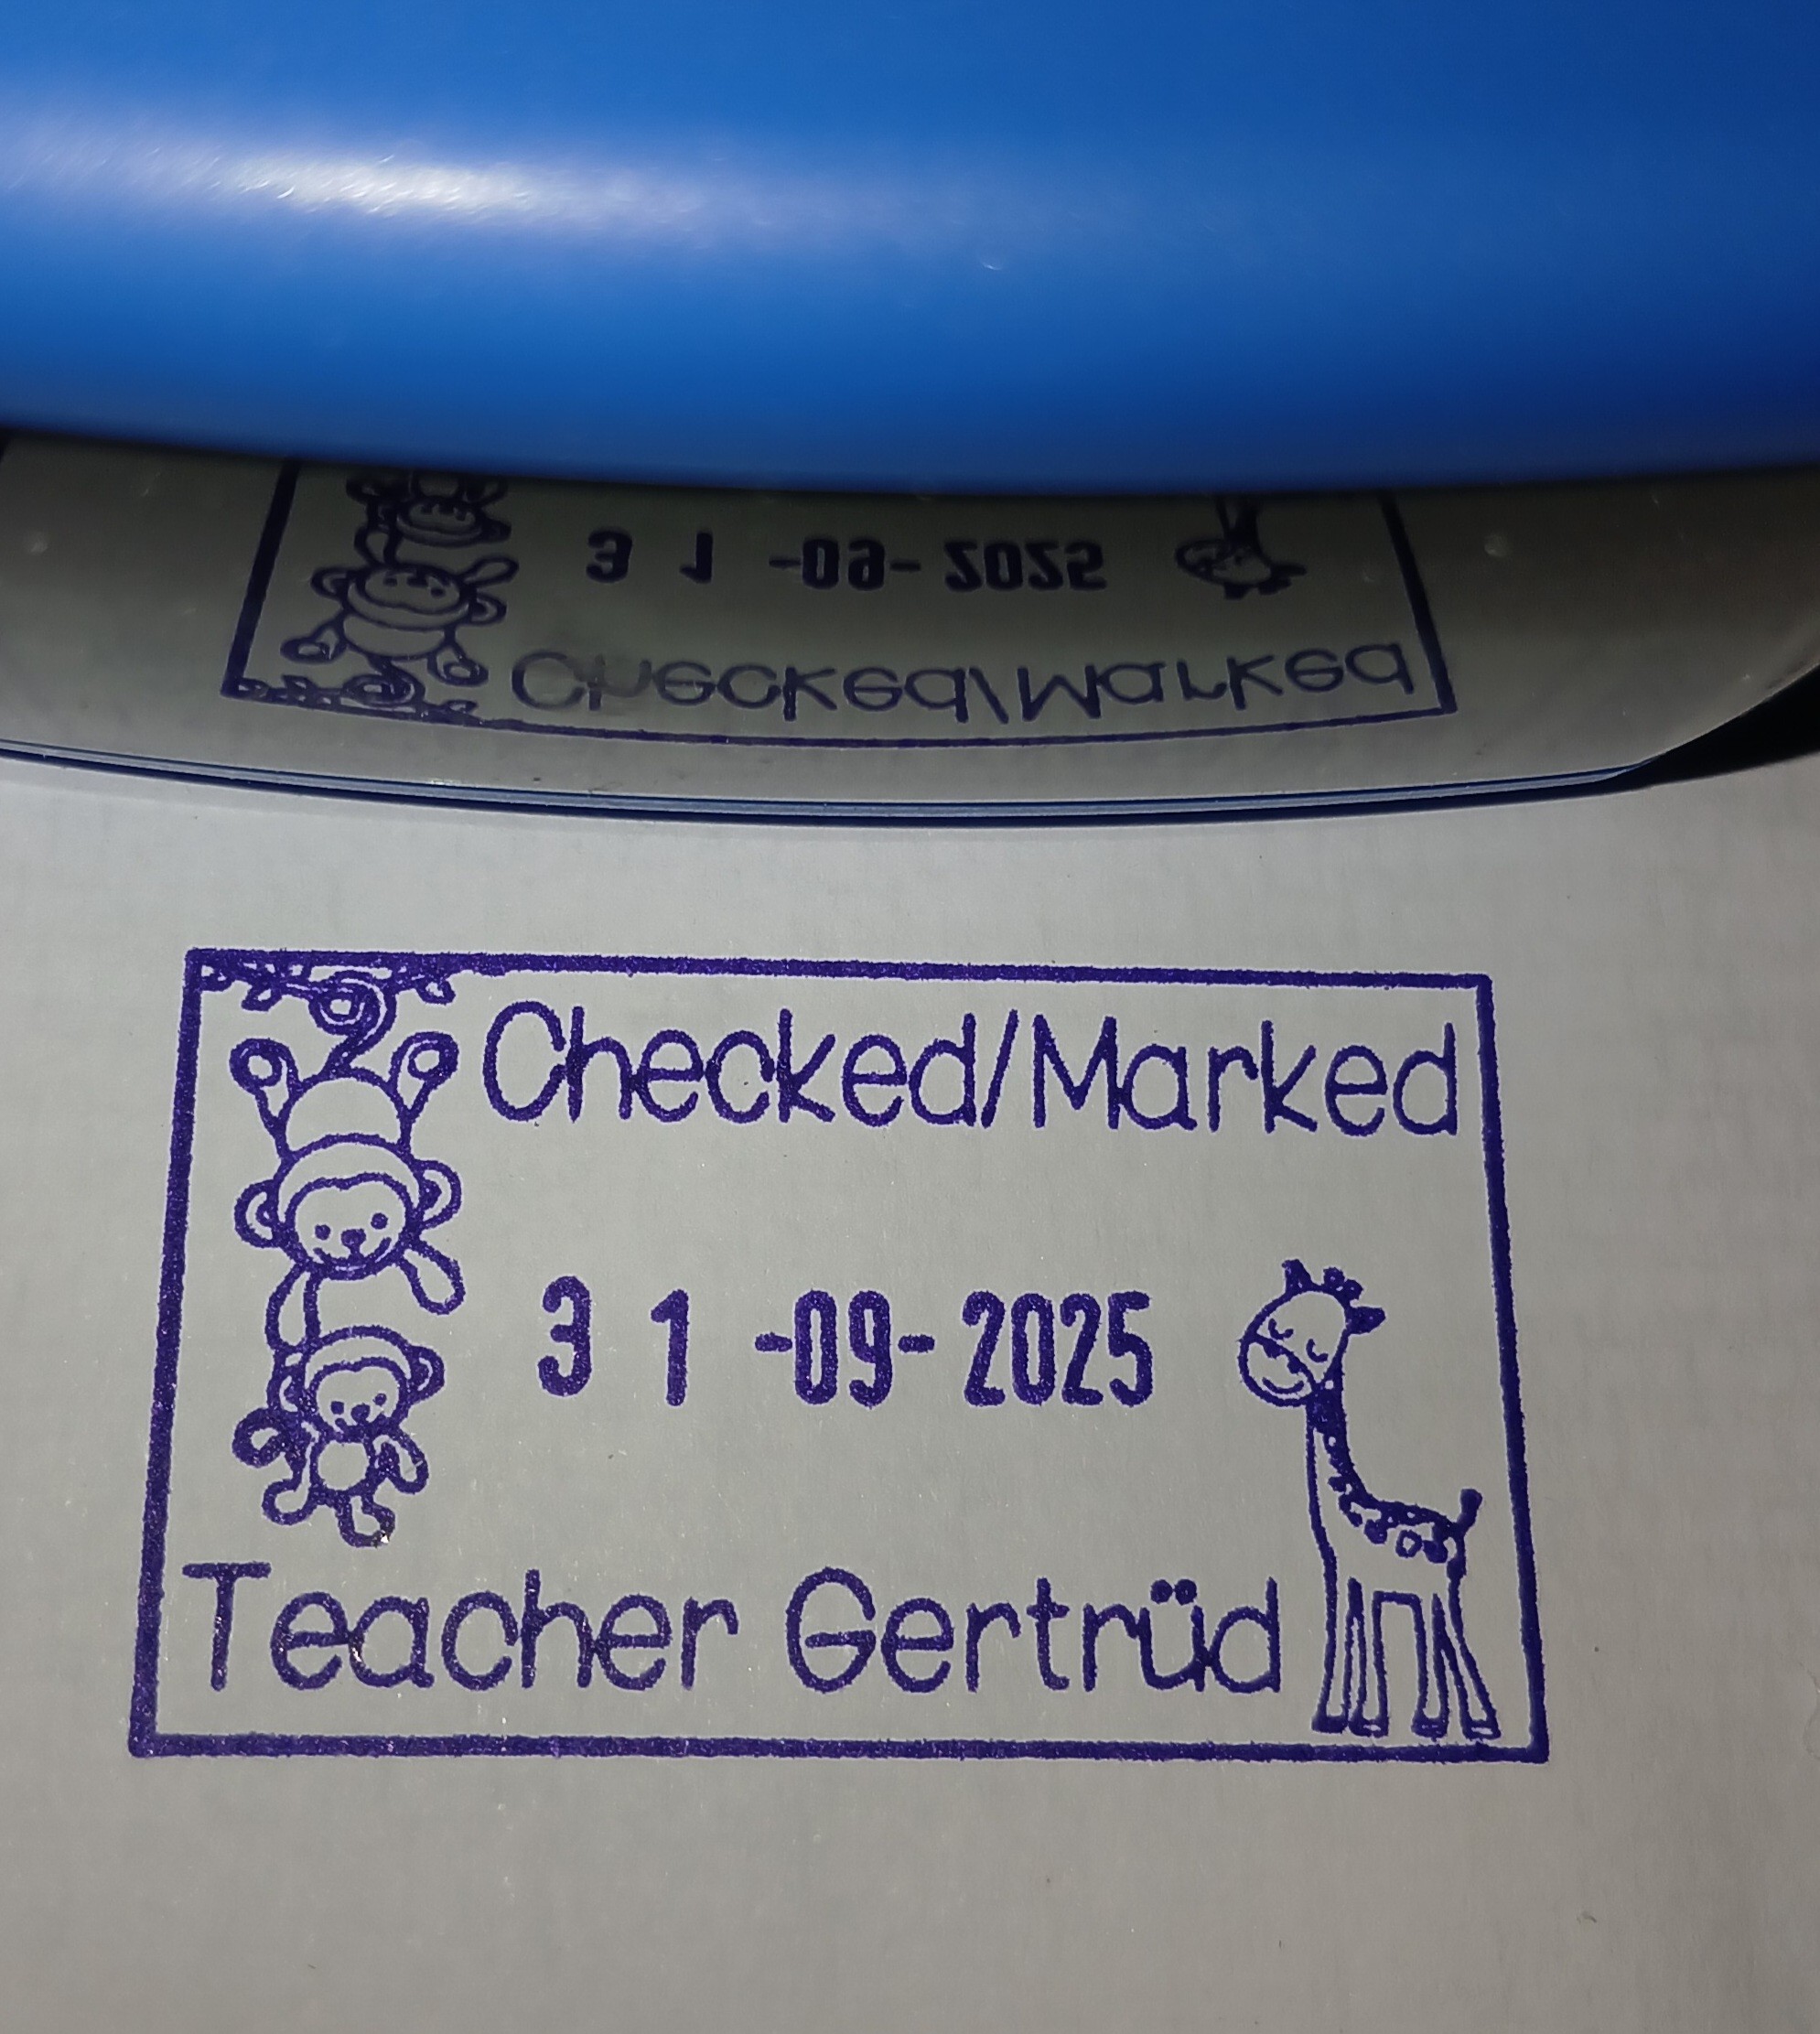 Checked/Marked
3 1 -09- 2025
Teacher Gertrüd